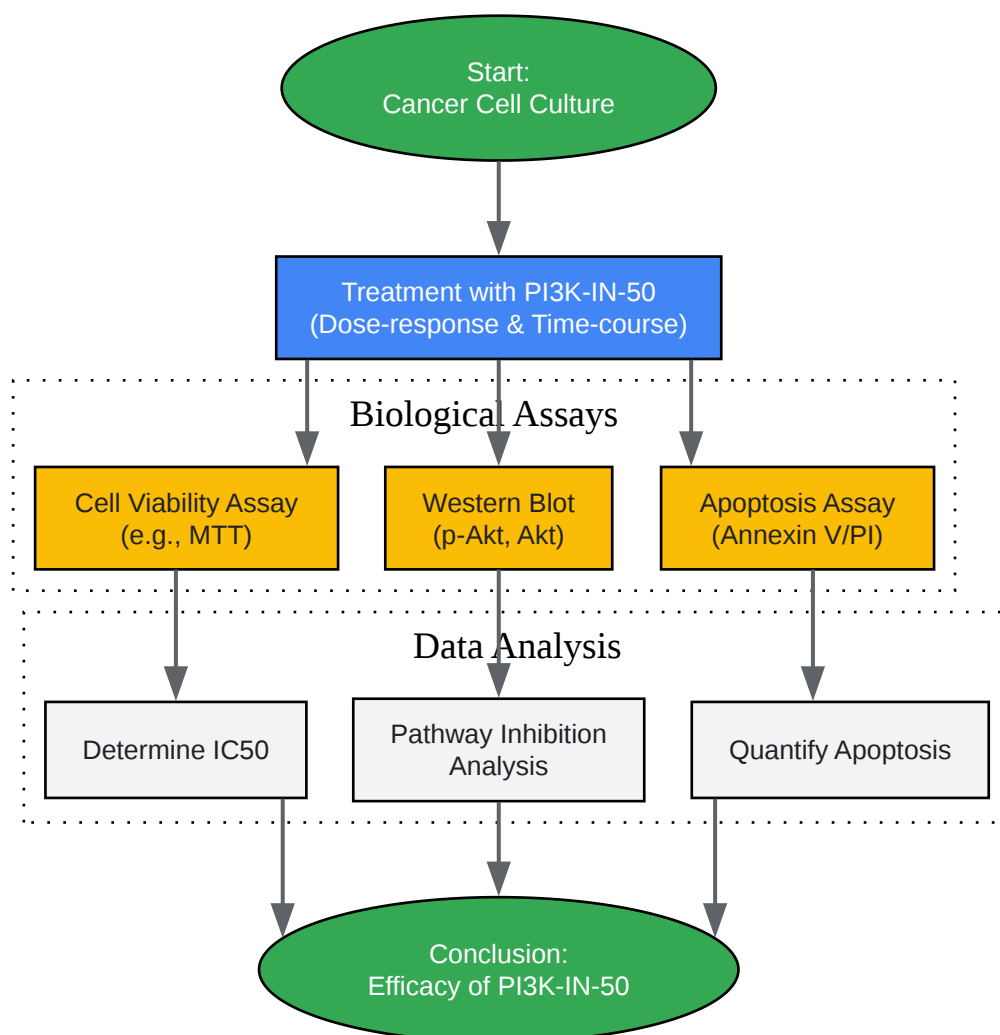 Start:
Cancer Cell Culture
Treatment with PI3K-IN-50
(Dose-response & Time-course)
Biological Assays
Cell Viability Assay
(e.g., MTT)
Western Blot
(p-Akt, Akt)
Apoptosis Assay
(Annexin V/PI)
Data Analysis
Determine IC50
Pathway Inhibition
Analysis
Quantify Apoptosis
Conclusion:
Efficacy of PI3K-IN-50